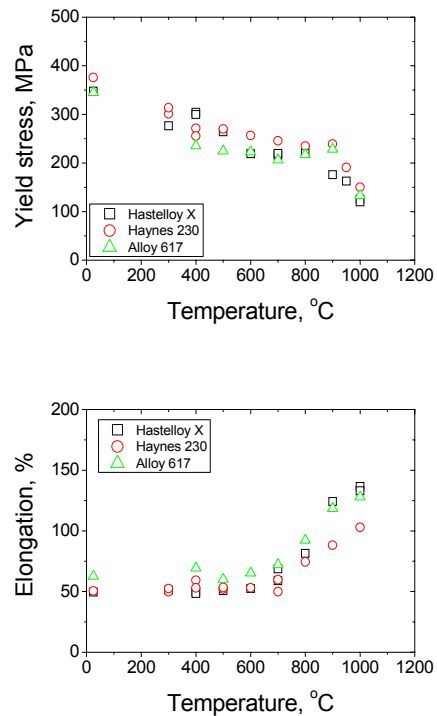 500
400
300
200
100
0
Yield stress, MPa
Hastelloy X
Haynes 230
Alloy 617
0 200 400 600 800 1000 1200
Temperature, °C
200
150
100
50
0
Elongation, %
Hastelloy X
Haynes 230
Alloy 617
0 200 400 600 800 1000 1200
Temperature, °C